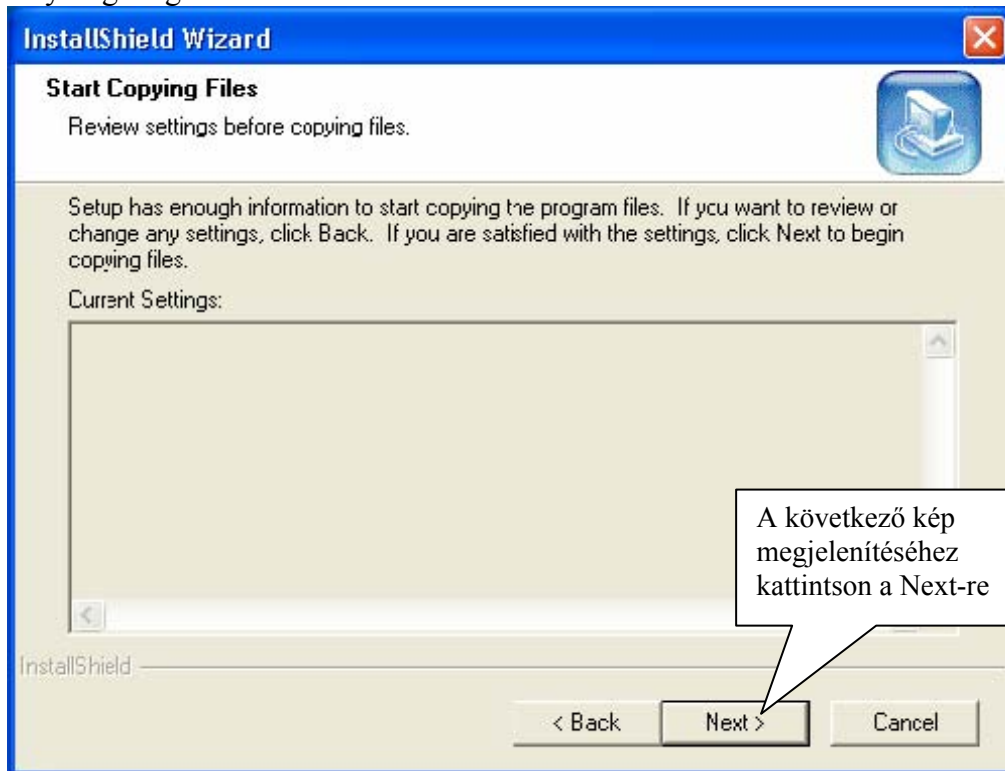 InstallShield Wizard
Start Copying Files
Review settings before copying files.
Setup has enough information to start copying the program files. If you want to review or
change any settings, click Back. If you are satisfied with the settings, click Next to begin
copying files.
Current Settings:
A következő kép
megjelenítéséhez
kattintson a Next-re
InstallShield
< Back
Next >
Cancel